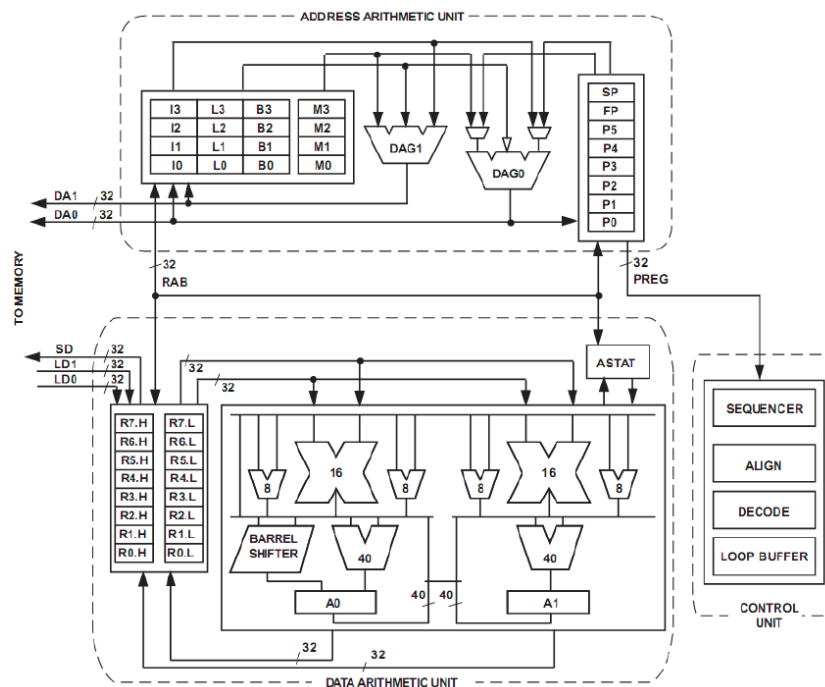 ADDRESS ARITHMETIC UNIT
I3 L3 B3 M3
I2 L2 B2 M2
I1 L1 B1 M1
I0 L0 B0 M0
DAG1
DAG0
SP
FP
P5
P4
P3
P2
P1
P0
DA1 32
DA0 32
TO MEMORY
32
RAB
32
PREG
SD 32
LD1 32
LD0 32
32
32
ASTAT
R7.H R7.L
R6.H R6.L
R5.H R5.L
R4.H R4.L
R3.H R3.L
R2.H R2.L
R1.H R1.L
R0.H R0.L
16
16
8
8
8
8
BARREL
SHIFTER
40
40
A0
40
40
A1
32
32
DATA ARITHMETIC UNIT
SEQUENCER
ALIGN
DECODE
LOOP BUFFER
CONTROL
UNIT